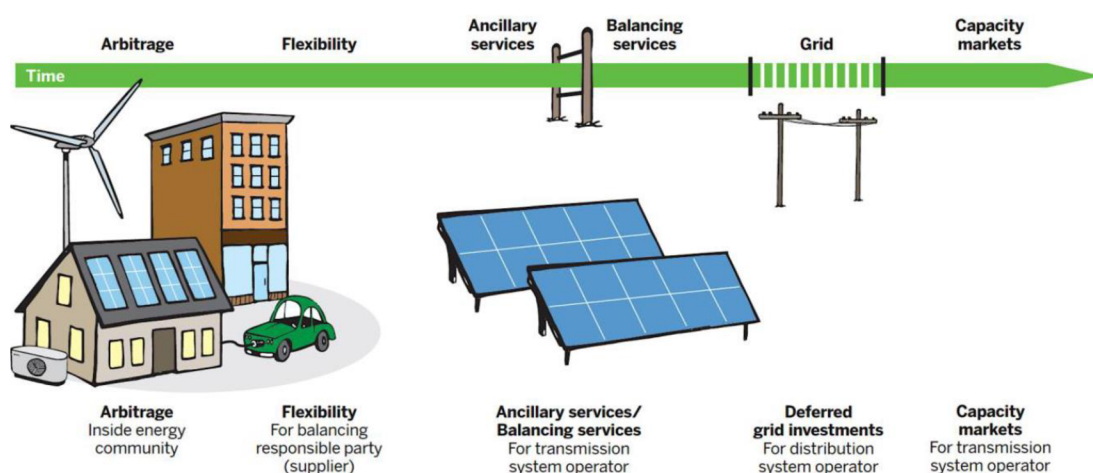 Arbitrage
Flexibility
Ancillary
services
Balancing
services
Grid
Capacity
markets
Time
Arbitrage
Inside energy
community
Flexibility
For balancing
responsible party
(supplier)
Ancillary services/
Balancing services
For transmission
system operator
Deferred
grid investments
For distribution
system operator
Capacity
markets
For transmission
system operator